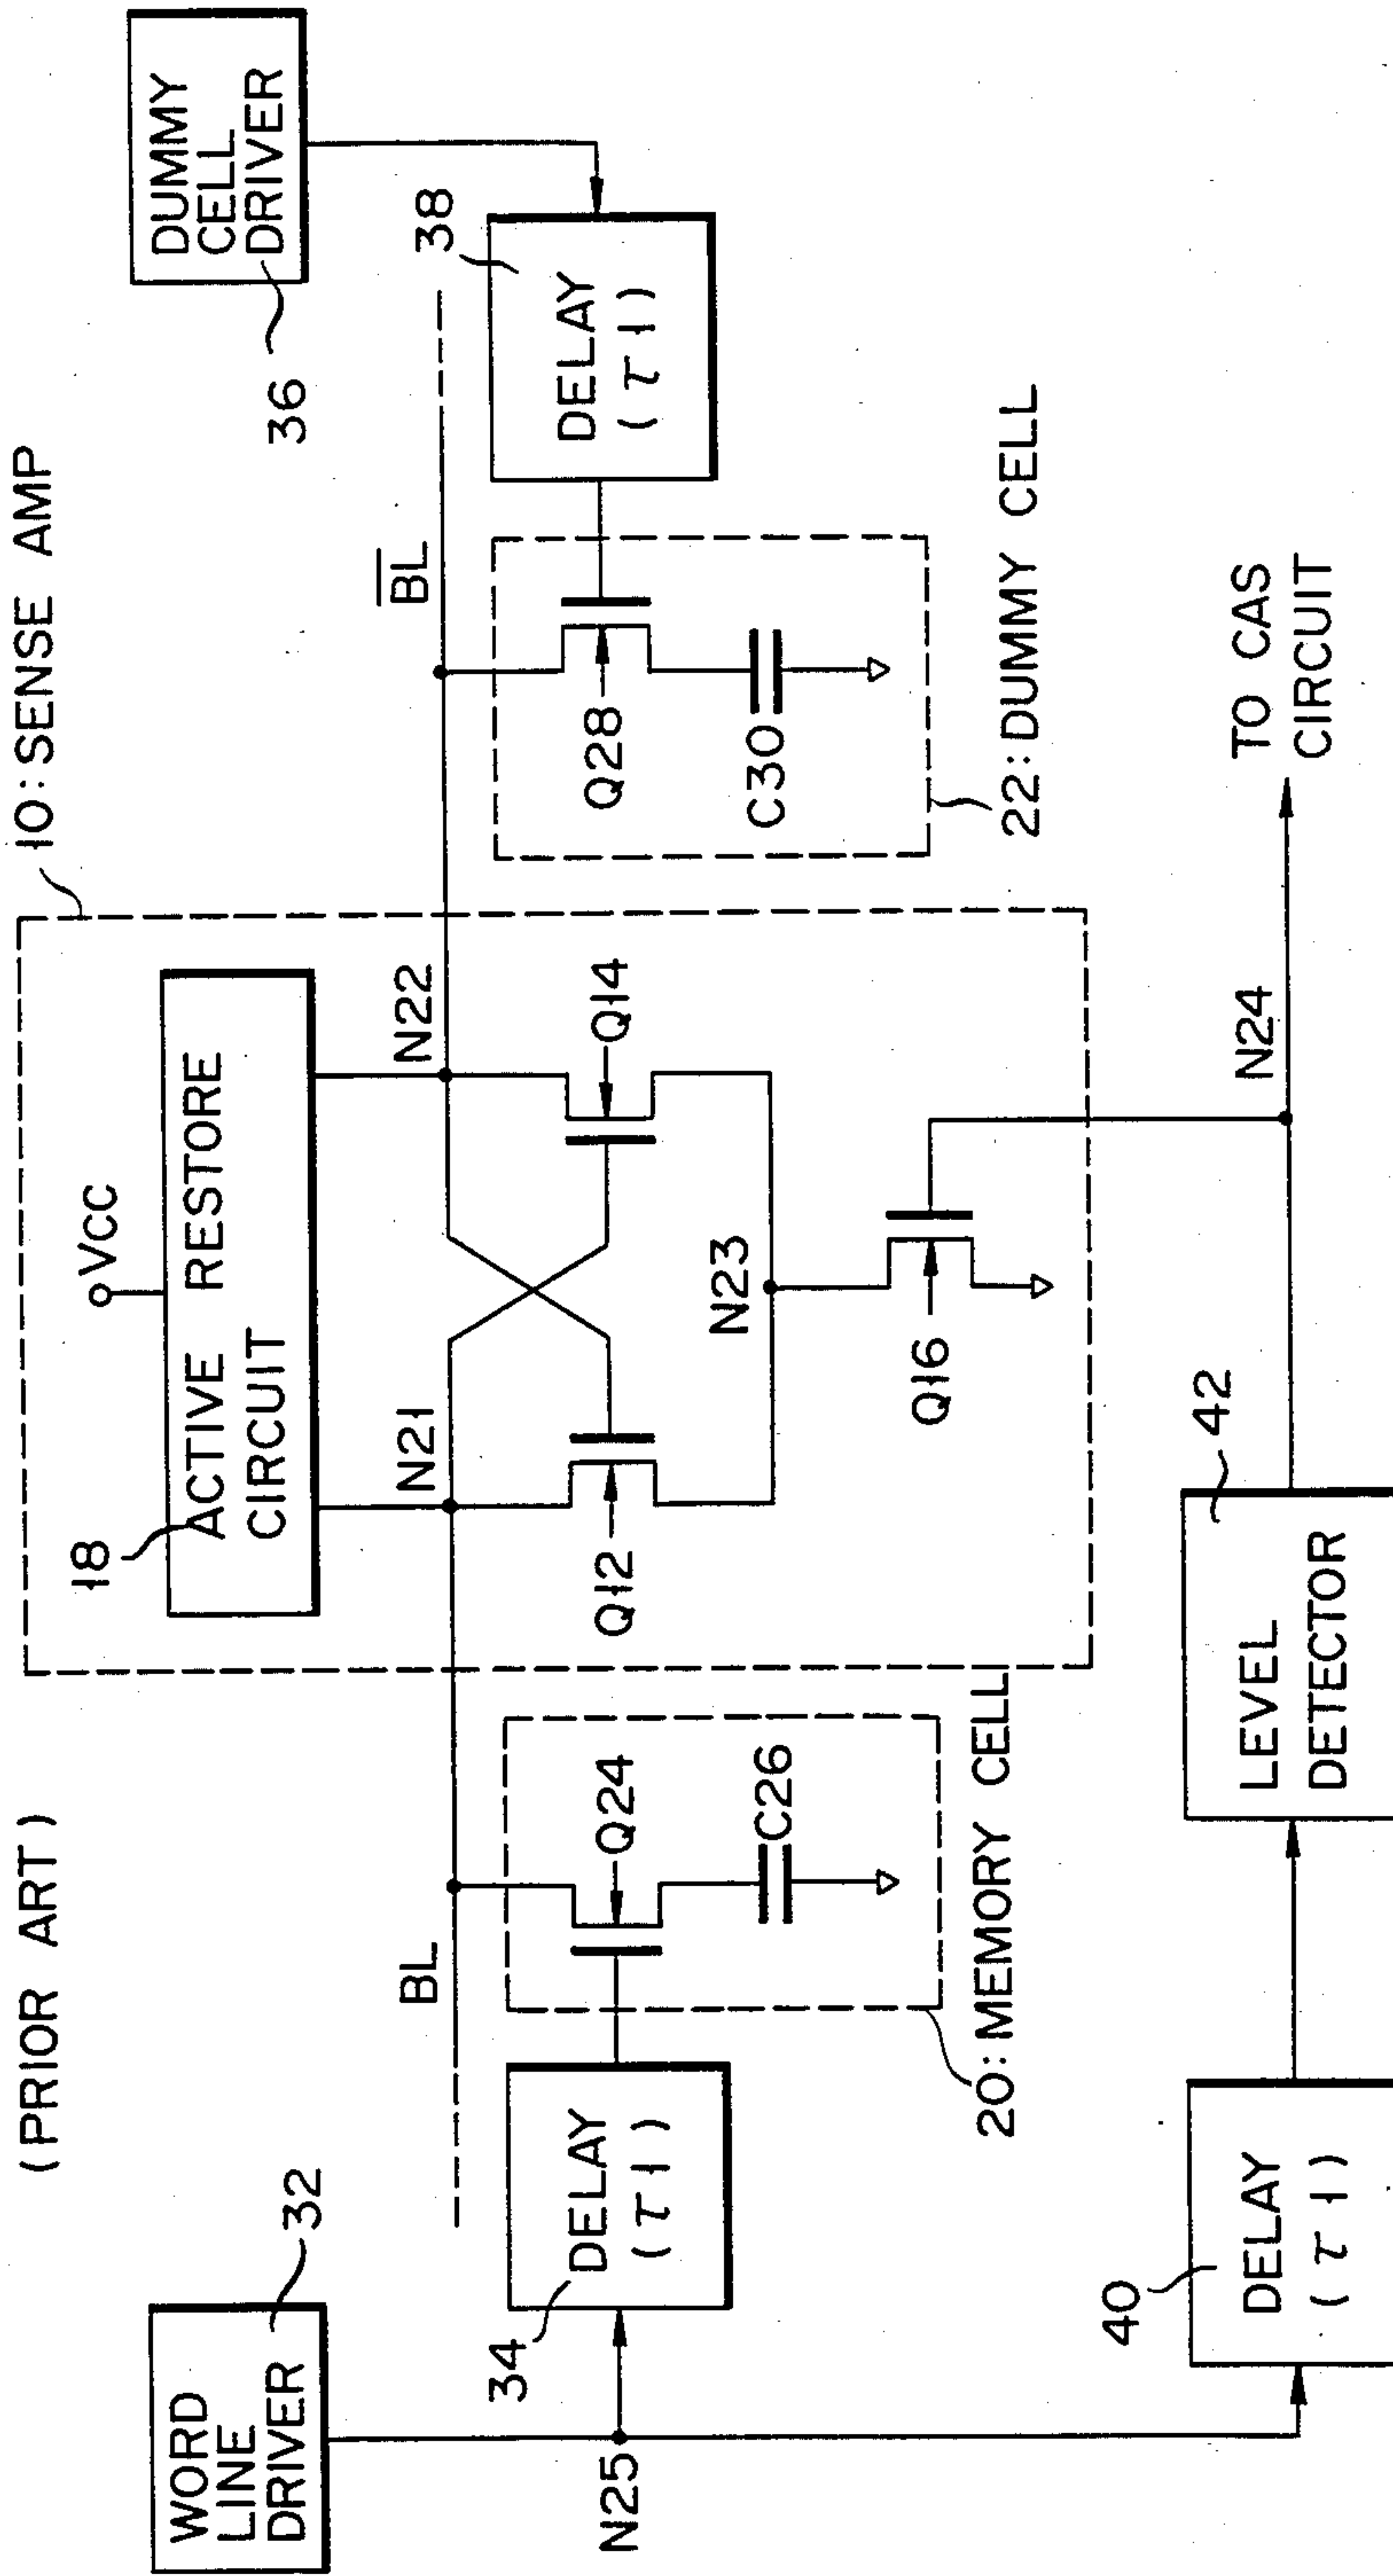 (PRIOR ART)
10:SENSE AMP
WORD
LINE
DRIVER
32
18
VCC
ACTIVE RESTORE
CIRCUIT
DUMMY
CELL
DRIVER
36
BL
N21
N22
BL
38
DELAY
(τ1)
N25
34
DELAY
(τ1)
Q24
C26
20:MEMORY CELL
Q12
Q14
N23
Q16
Q28
C30
22:DUMMY CELL
40
DELAY
(τ1)
42
LEVEL
DETECTOR
N24
TO CAS
CIRCUIT